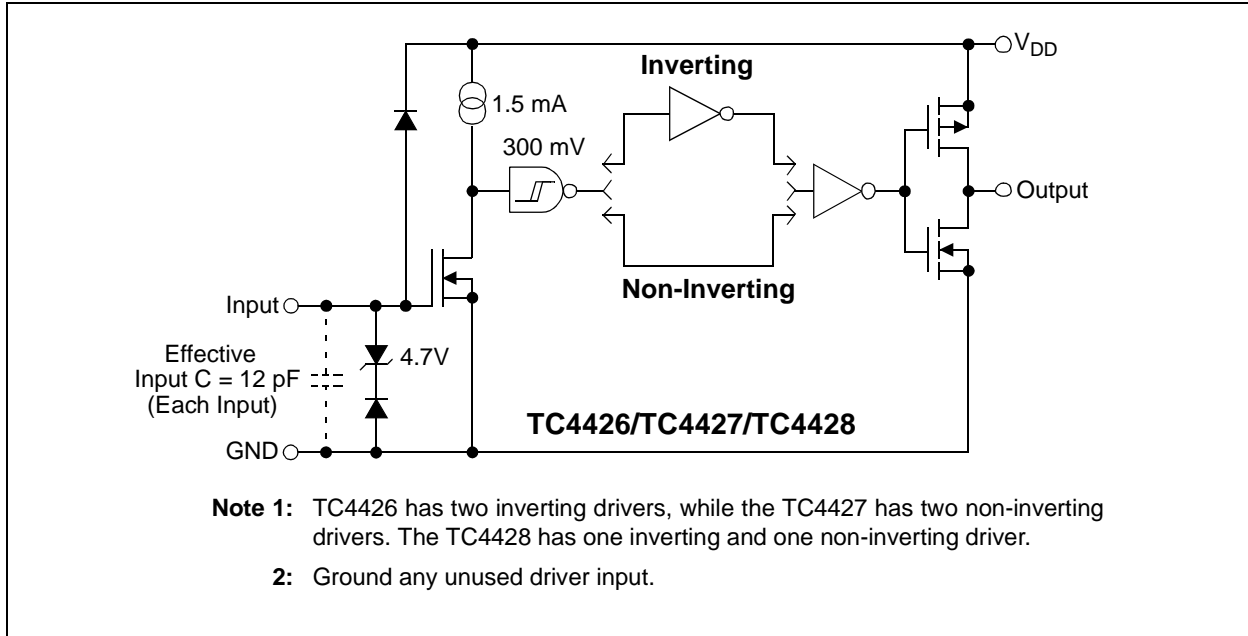 V_DD
Inverting
1.5 mA
300 mV
Output
Non-Inverting
Input
Effective
Input C = 12 pF
(Each Input)
4.7V
TC4426/TC4427/TC4428
GND
Note 1: TC4426 has two inverting drivers, while the TC4427 has two non-inverting
drivers. The TC4428 has one inverting and one non-inverting driver.
2: Ground any unused driver input.